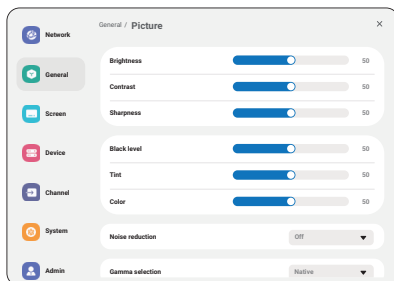 General / Picture
×
Network
General
Screen
Device
Channel
System
Admin
Brightness 50
Contrast 50
Sharpness 50
Black level 50
Tint 50
Color 50
Noise reduction Off
Gamma selection Native